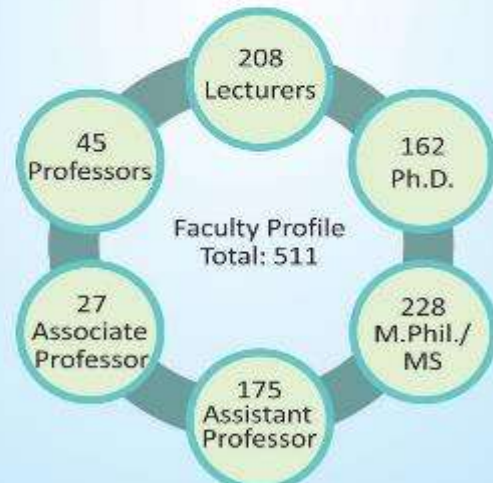 208
Lecturers
162
Ph.D.
228
M.Phil./
MS
175
Assistant
Professor
27
Associate
Professor
45
Professors
Faculty Profile
Total: 511